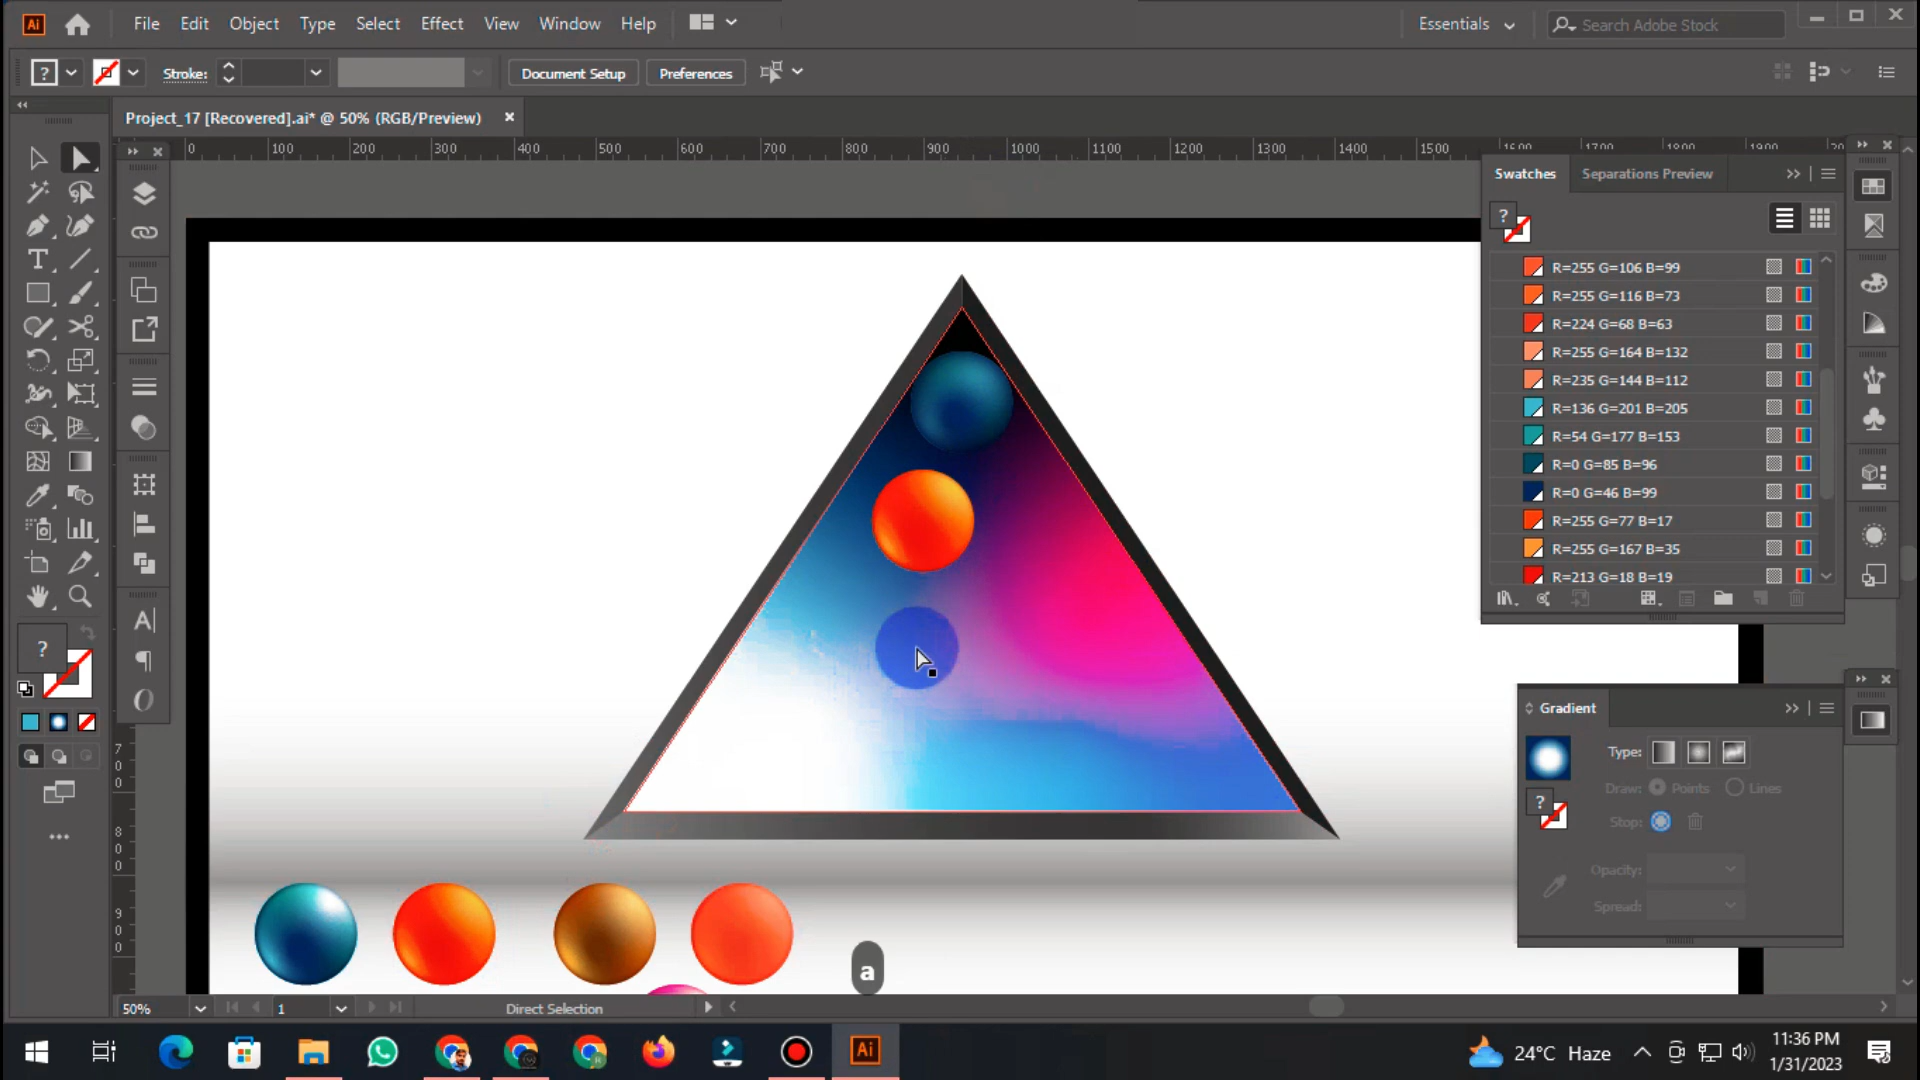 Ai File Edit Object Type Select Effect View Window Help Essentials Search Adobe Stock
? Stroke: Document Setup Preferences
Project_17 [Recovered].ai* @ 50% (RGB/Preview)
0 100 200 300 400 500 600 700 800 900 1000 1100 1200 1300 1400 1500 1600 1700 1800 1900
Swatches Separations Preview
?
R=255 G=106 B=99
R=255 G=116 B=73
R=224 G=68 B=63
R=255 G=164 B=132
R=235 G=144 B=112
R=136 G=201 B=205
R=54 G=177 B=153
R=0 G=85 B=96
R=0 G=46 B=99
R=255 G=77 B=17
R=255 G=167 B=35
R=213 G=18 B=19
?
Gradient
Type:
Draw: Points Lines
?
Stop:
Opacity:
Spread:
700
800
900
a
50% 1 Direct Selection
Ai 24°C Haze 11:36 PM
1/31/2023